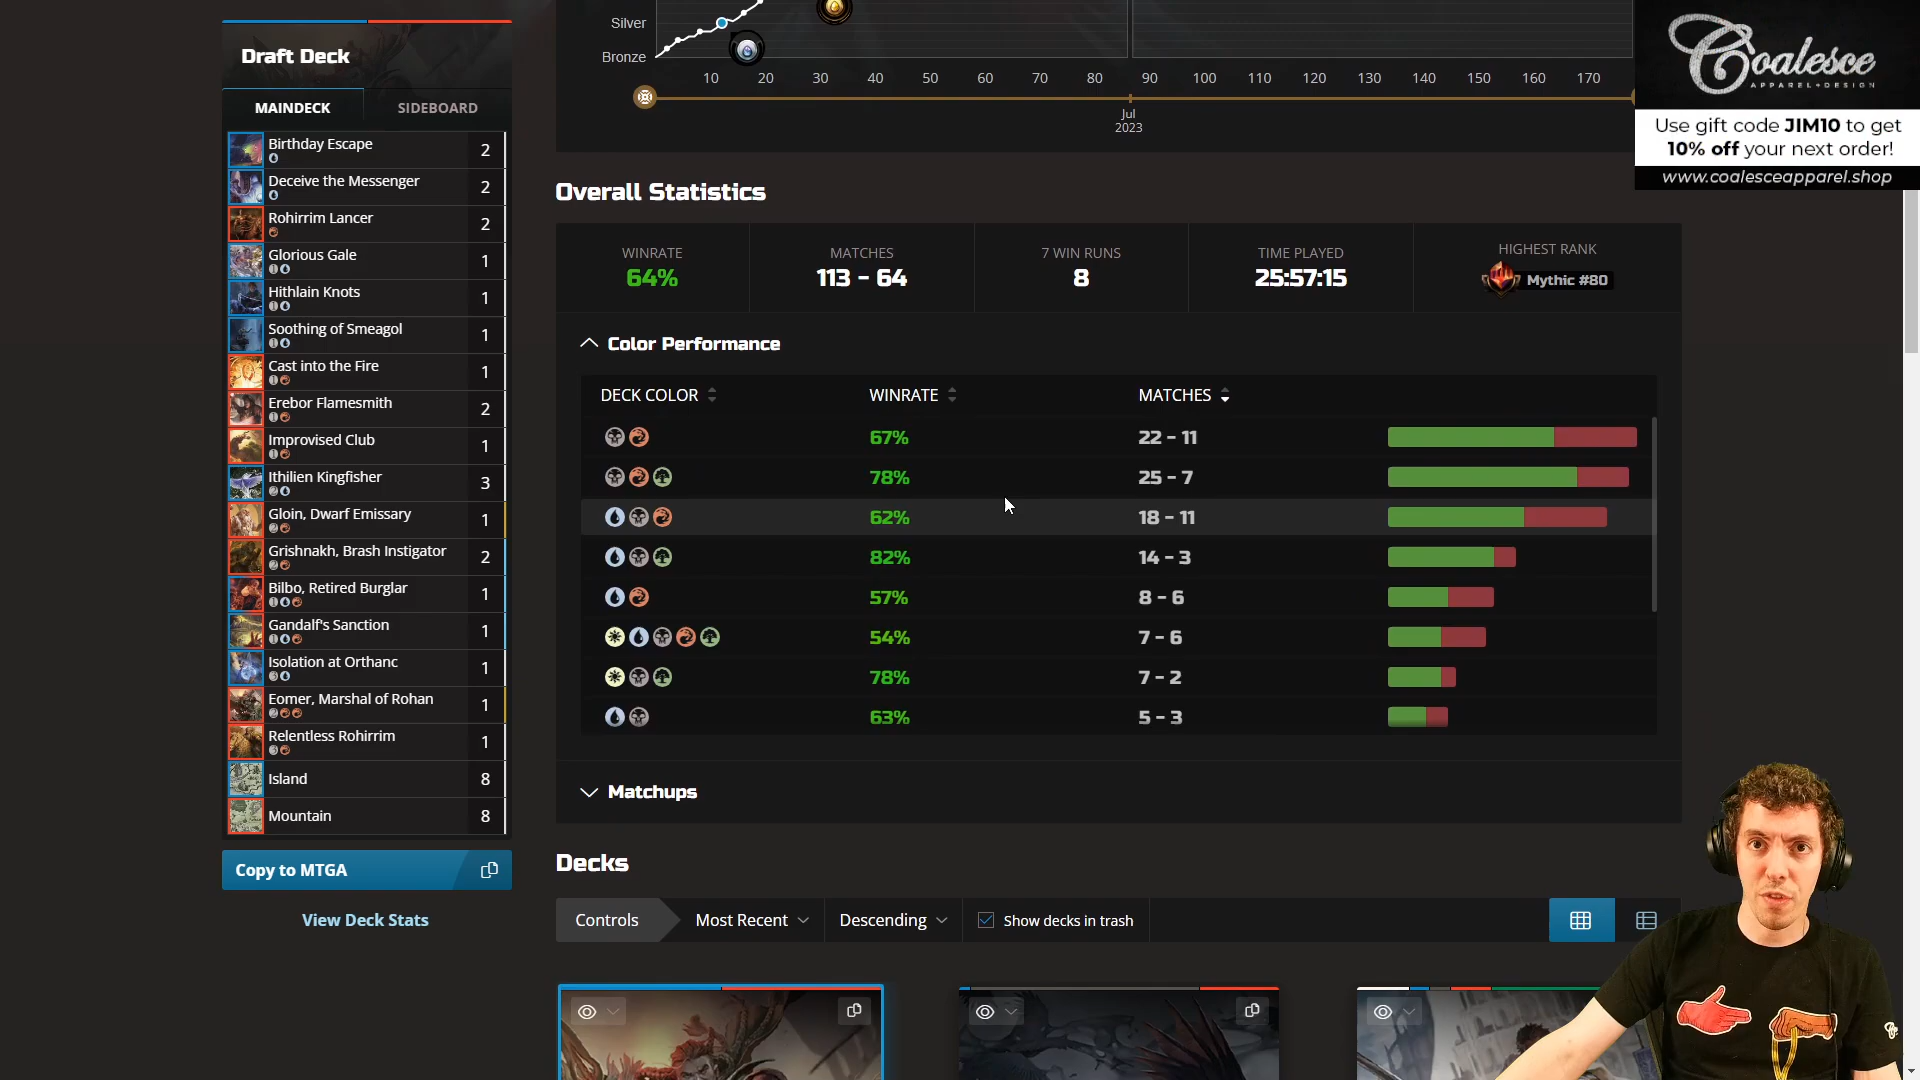 Draft Deck
MAINDECK
SIDEBOARD
Birthday Escape
2
Deceive the Messenger
2
Rohirrim Lancer
2
Glorious Gale
1
Hithlain Knots
1
Soothing of Smeagol
1
Cast into the Fire
1
Erebor Flamesmith
2
Improvised Club
1
Ithilien Kingfisher
3
Gloin, Dwarf Emissary
1
Grishnakh, Brash Instigator
2
Bilbo, Retired Burglar
1
Gandalf's Sanction
1
Isolation at Orthanc
1
Eomer, Marshal of Rohan
1
Relentless Rohirrim
1
Island
8
Mountain
8
Copy to MTGA
View Deck Stats
Silver
Bronze
10 20 30 40 50 60 70 80 90 100 110 120 130 140 150 160 170
Jul
2023
Overall Statistics
WINRATE
64%
MATCHES
113 - 64
7 WIN RUNS
8
TIME PLAYED
25:57:15
HIGHEST RANK
Mythic #80
Color Performance
DECK COLOR WINRATE MATCHES
67% 22 - 11
78% 25 - 7
62% 18 - 11
82% 14 - 3
57% 8 - 6
54% 7 - 6
78% 7 - 2
63% 5 - 3
Matchups
Decks
Controls
Most Recent
Descending
Show decks in trash
Coalesce
APPAREL+DESIGN
Use gift code JIM10 to get
10% off your next order!
www.coalesceapparel.shop